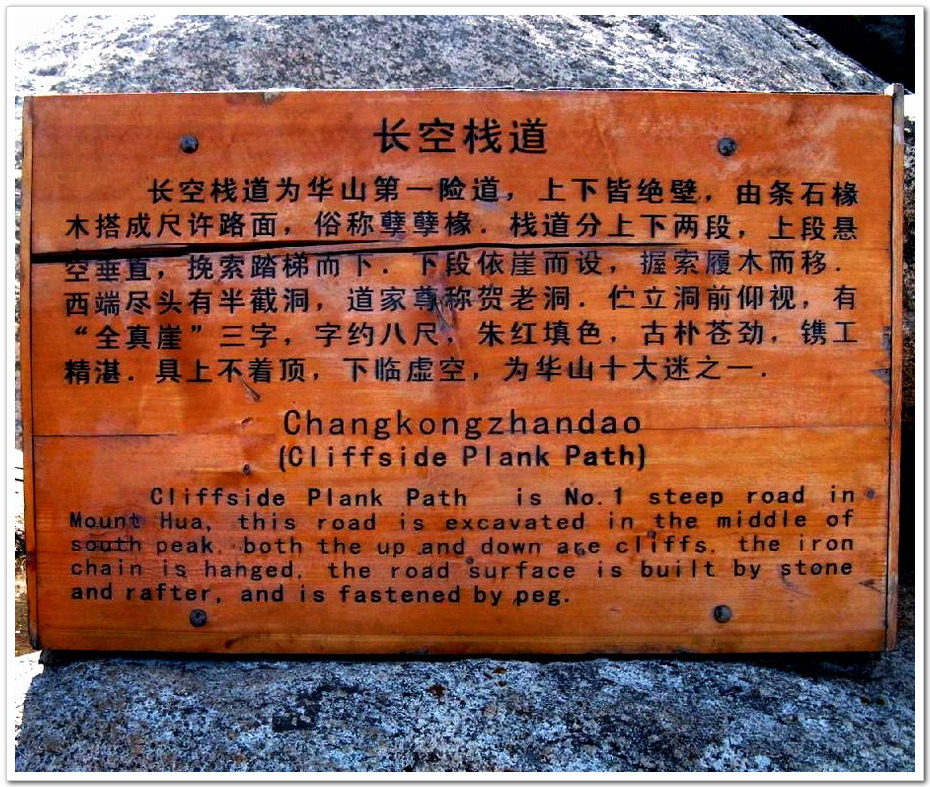 长空栈道
长空栈道为华山第一险道，上下皆绝壁，由条石椽
木搭成尺许路面，俗称孽孽椽．栈道分上下两段，上段悬
空垂直，挽索踏梯而下．下段依崖而设，握索履木而移．
西端尽头有半截洞，道家尊称贺老洞．伫立洞前仰视，有
“全真崖”三字，字约八尺，朱红填色，古朴苍劲，镌工
精湛．具上不着顶，下临虚空，为华山十大迷之一．
Changkongzhandao
(Cliffside Plank Path)
Cliffside Plank Path is No.1 steep road in
Mount Hua, this road is excavated in the middle of
south peak, both the up and down are cliffs, the iron
chain is hanged, the road surface is built by stone
and rafter, and is fastened by peg.